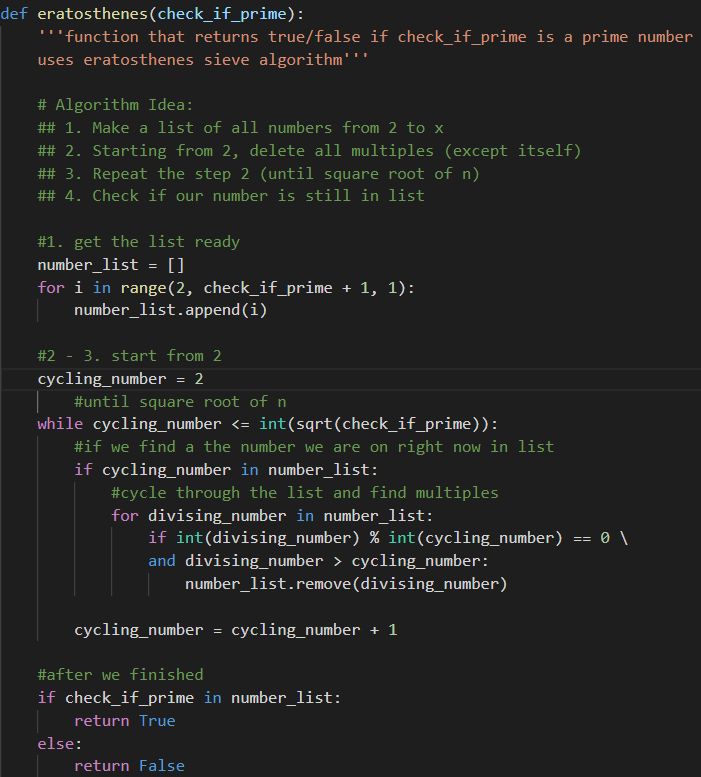 def eratosthenes(check_if_prime):
    '''function that returns true/false if check_if_prime is a prime number
    uses eratosthenes sieve algorithm'''
    # Algorithm Idea:
    ## 1. Make a list of all numbers from 2 to x
    ## 2. Starting from 2, delete all multiples (except itself)
    ## 3. Repeat the step 2 (until square root of n)
    ## 4. Check if our number is still in list
    #1. get the list ready
    number_list = []
    for i in range(2, check_if_prime + 1, 1):
        number_list.append(i)
    #2 - 3. start from 2
    cycling_number = 2
        #until square root of n
    while cycling_number <= int(sqrt(check_if_prime)):
        #if we find a the number we are on right now in list
        if cycling_number in number_list:
            #cycle through the list and find multiples
            for divising_number in number_list:
                if int(divising_number) % int(cycling_number) == 0 \
                and divising_number > cycling_number:
                    number_list.remove(divising_number)
        cycling_number = cycling_number + 1
    #after we finished
    if check_if_prime in number_list:
        return True
    else:
        return False